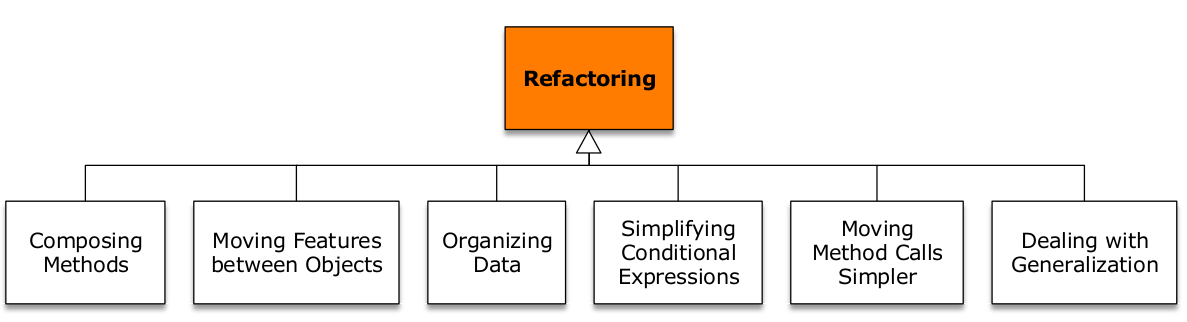 Refactoring
Composing
Methods
Moving Features
between Objects
Organizing
Data
Simplifying
Conditional
Expressions
Moving
Method Calls
Simpler
Dealing with
Generalization